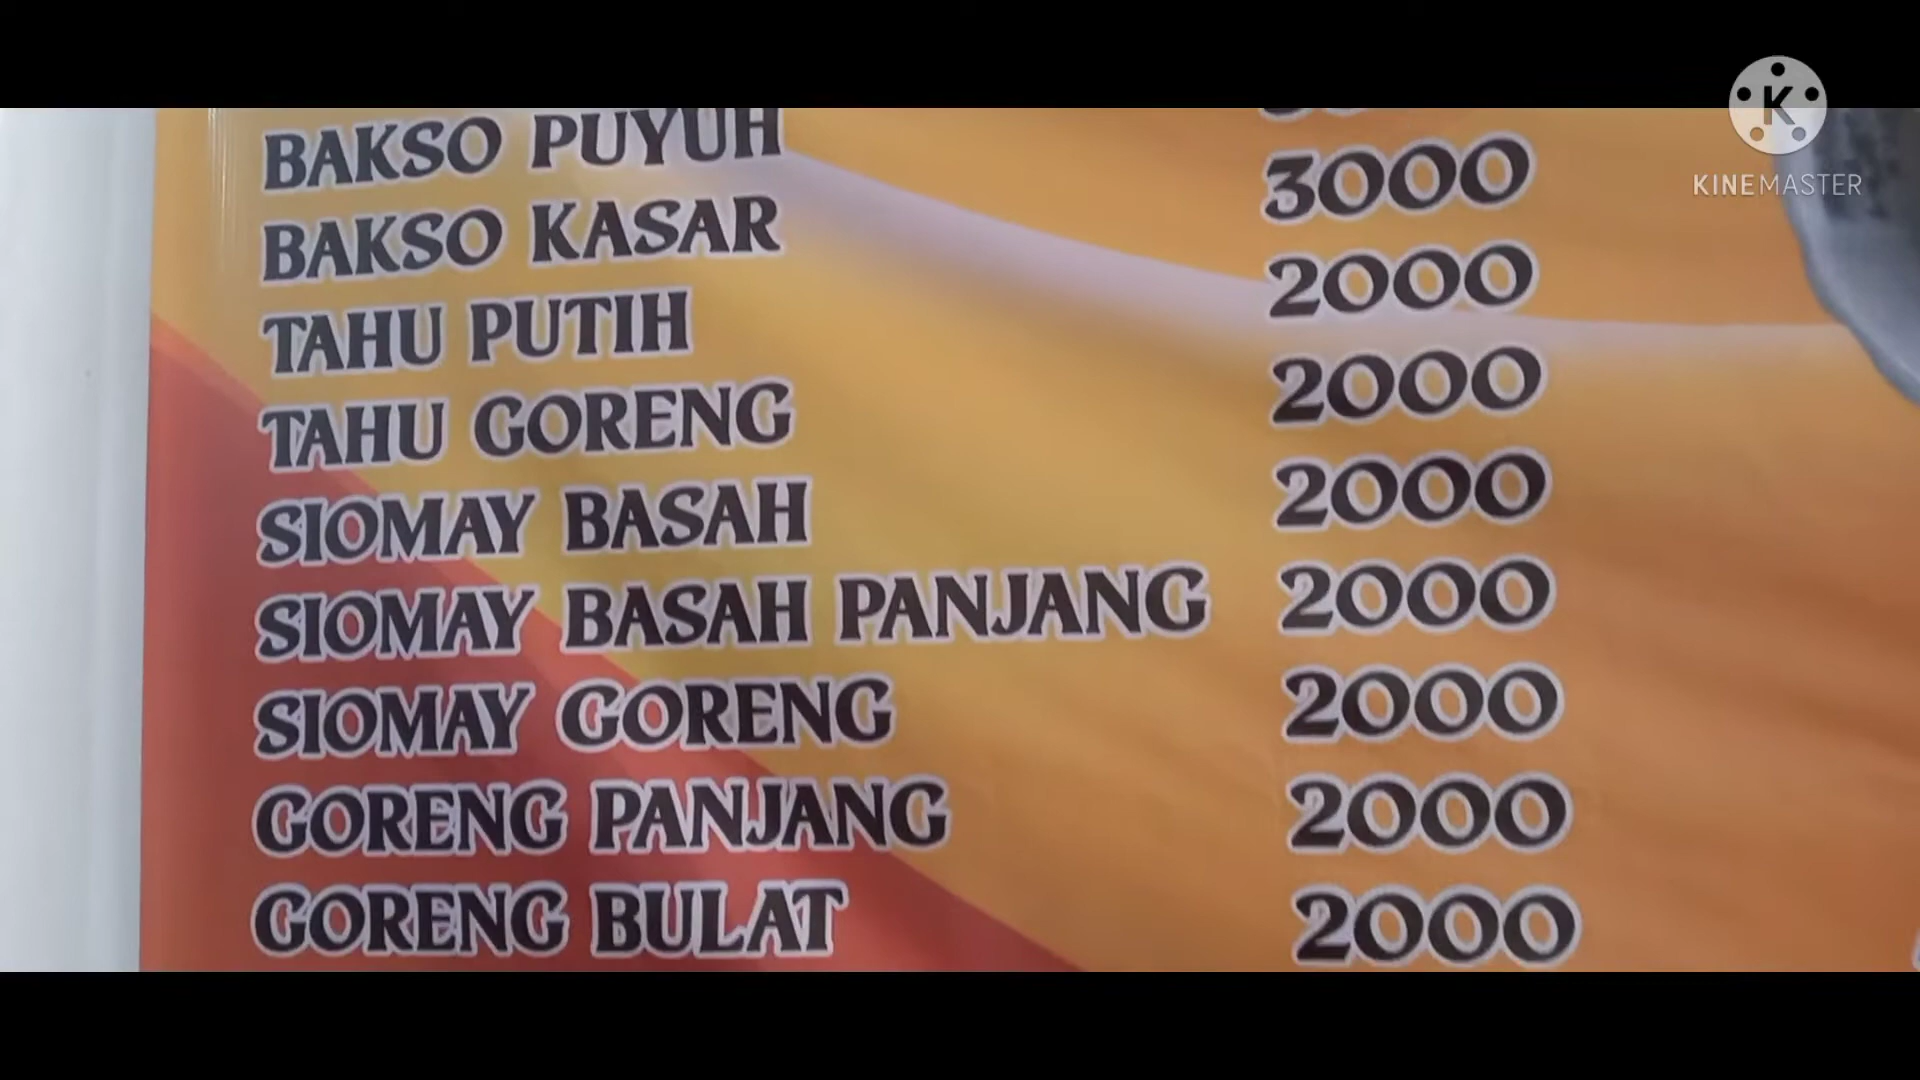 BAKSO PUYUH
BAKSO KASAR 3000
TAHU PUTIH 2000
TAHU GORENG 2000
SIOMAY BASAH 2000
SIOMAY BASAH PANJANG 2000
SIOMAY GORENG 2000
GORENG PANJANG 2000
GORENG BULAT 2000
K
KINEMASTER